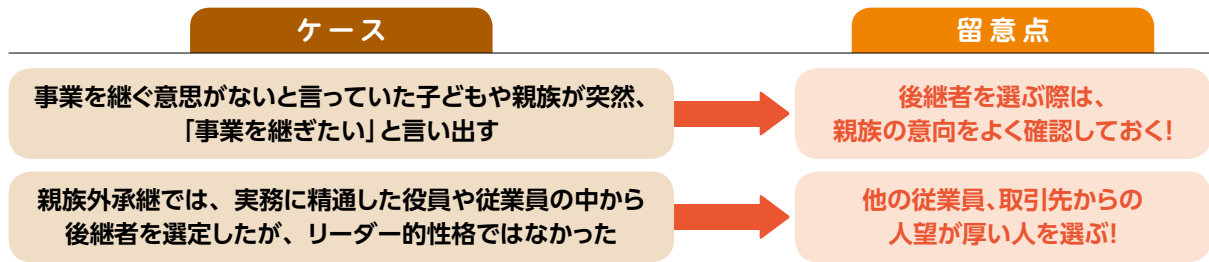 ケース
留意点
事業を継ぐ意思がないと言っていた子どもや親族が突然、
「事業を継ぎたい」と言い出す
後継者を選ぶ際は、
親族の意向をよく確認しておく!
親族外承継では、実務に精通した役員や従業員の中から
後継者を選定したが、リーダー的性格ではなかった
他の従業員、取引先からの
人望が厚い人を選ぶ!